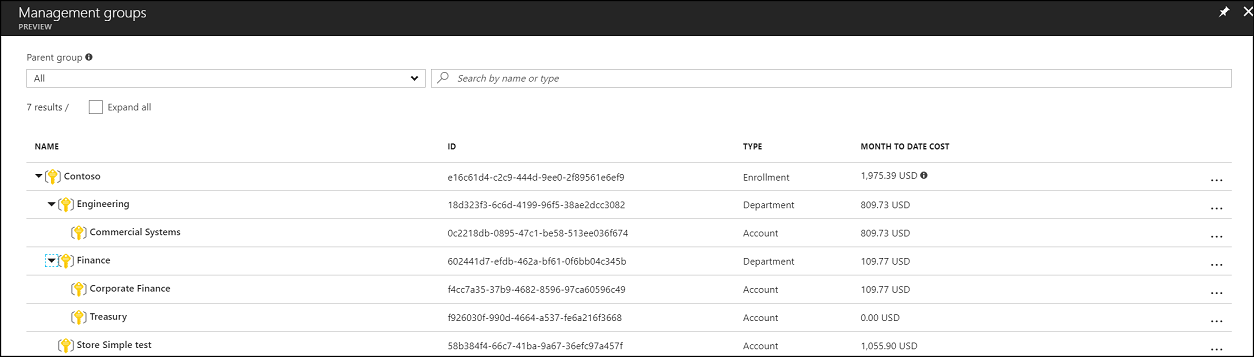 Management groups
PREVIEW
Parent group
All
Search by name or type
7 results /
Expand all
NAME ID TYPE MONTH TO DATE COST
Contoso e16c61d4-c2c9-444d-9ee0-2f89561e6ef9 Enrollment 1,975.39 USD ...
Engineering 18d323f3-6c6d-4199-96f5-38ae2dcc3082 Department 809.73 USD ...
Commercial Systems 0c2218db-0895-47c1-be58-513ee036f674 Account 809.73 USD ...
Finance 602441d7-efdb-462a-bf61-0f6bb04c345b Department 109.77 USD ...
Corporate Finance f4cc7a35-37b9-4682-8596-97ca60596c49 Account 109.77 USD ...
Treasury f926030f-990d-4664-a537-fe6a216f3668 Account 0.00 USD ...
Store Simple test 58b384f4-66c7-41ba-9a67-36efc97a457f Account 1,055.90 USD ...